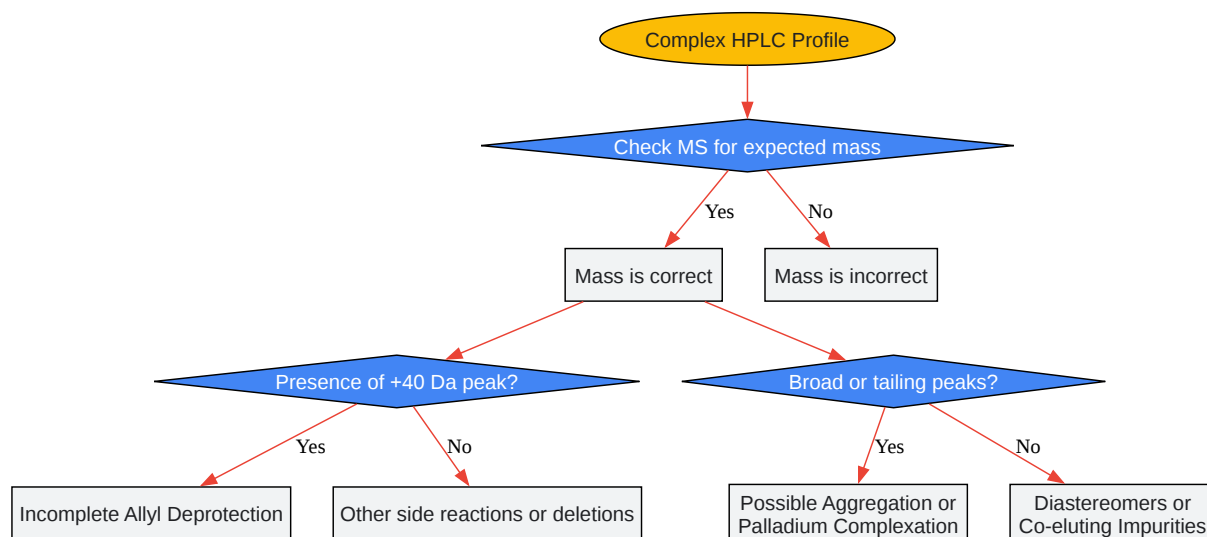 Complex HPLC Profile
Check MS for expected mass
Yes
No
Mass is correct
Mass is incorrect
Presence of +40 Da peak?
Broad or tailing peaks?
Yes
No
Yes
No
Incomplete Allyl Deprotection
Other side reactions or deletions
Possible Aggregation or
Palladium Complexation
Diastereomers or
Co-eluting Impurities